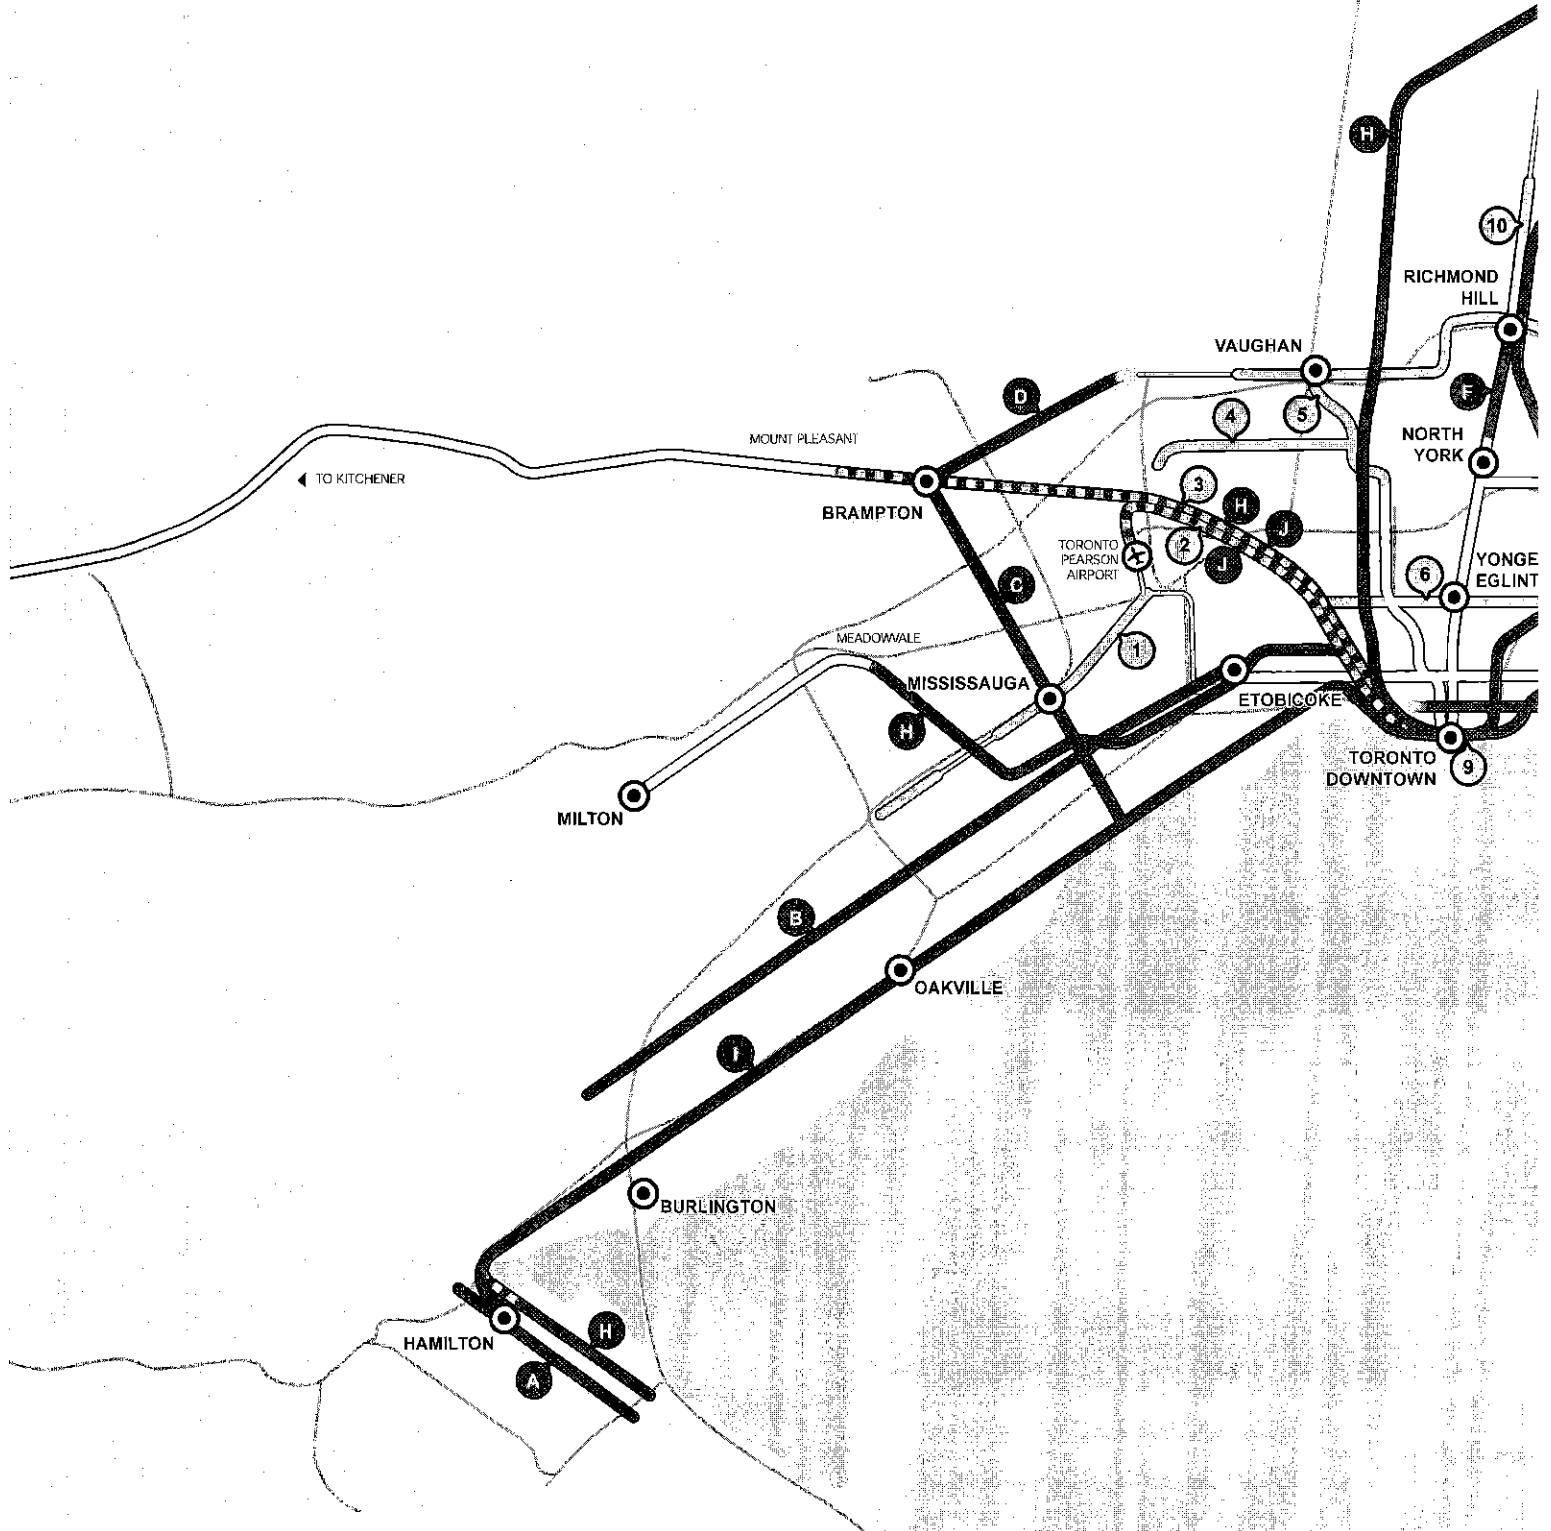 H
10
RICHMOND
HILL
VAUGHAN
D
F
5
4
NORTH
YORK
MOUNT PLEASANT
TO KITCHENER
3
H
BRAMPTON
J
2
TORONTO
PEARSON
AIRPORT
J
YONGE
EGLINT
6
C
MEADOWVALE
1
MISSISSAUGA
ETOBICOKE
H
TORONTO
DOWNTOWN
9
MILTON
B
OAKVILLE
I
BURLINGTON
H
HAMILTON
A